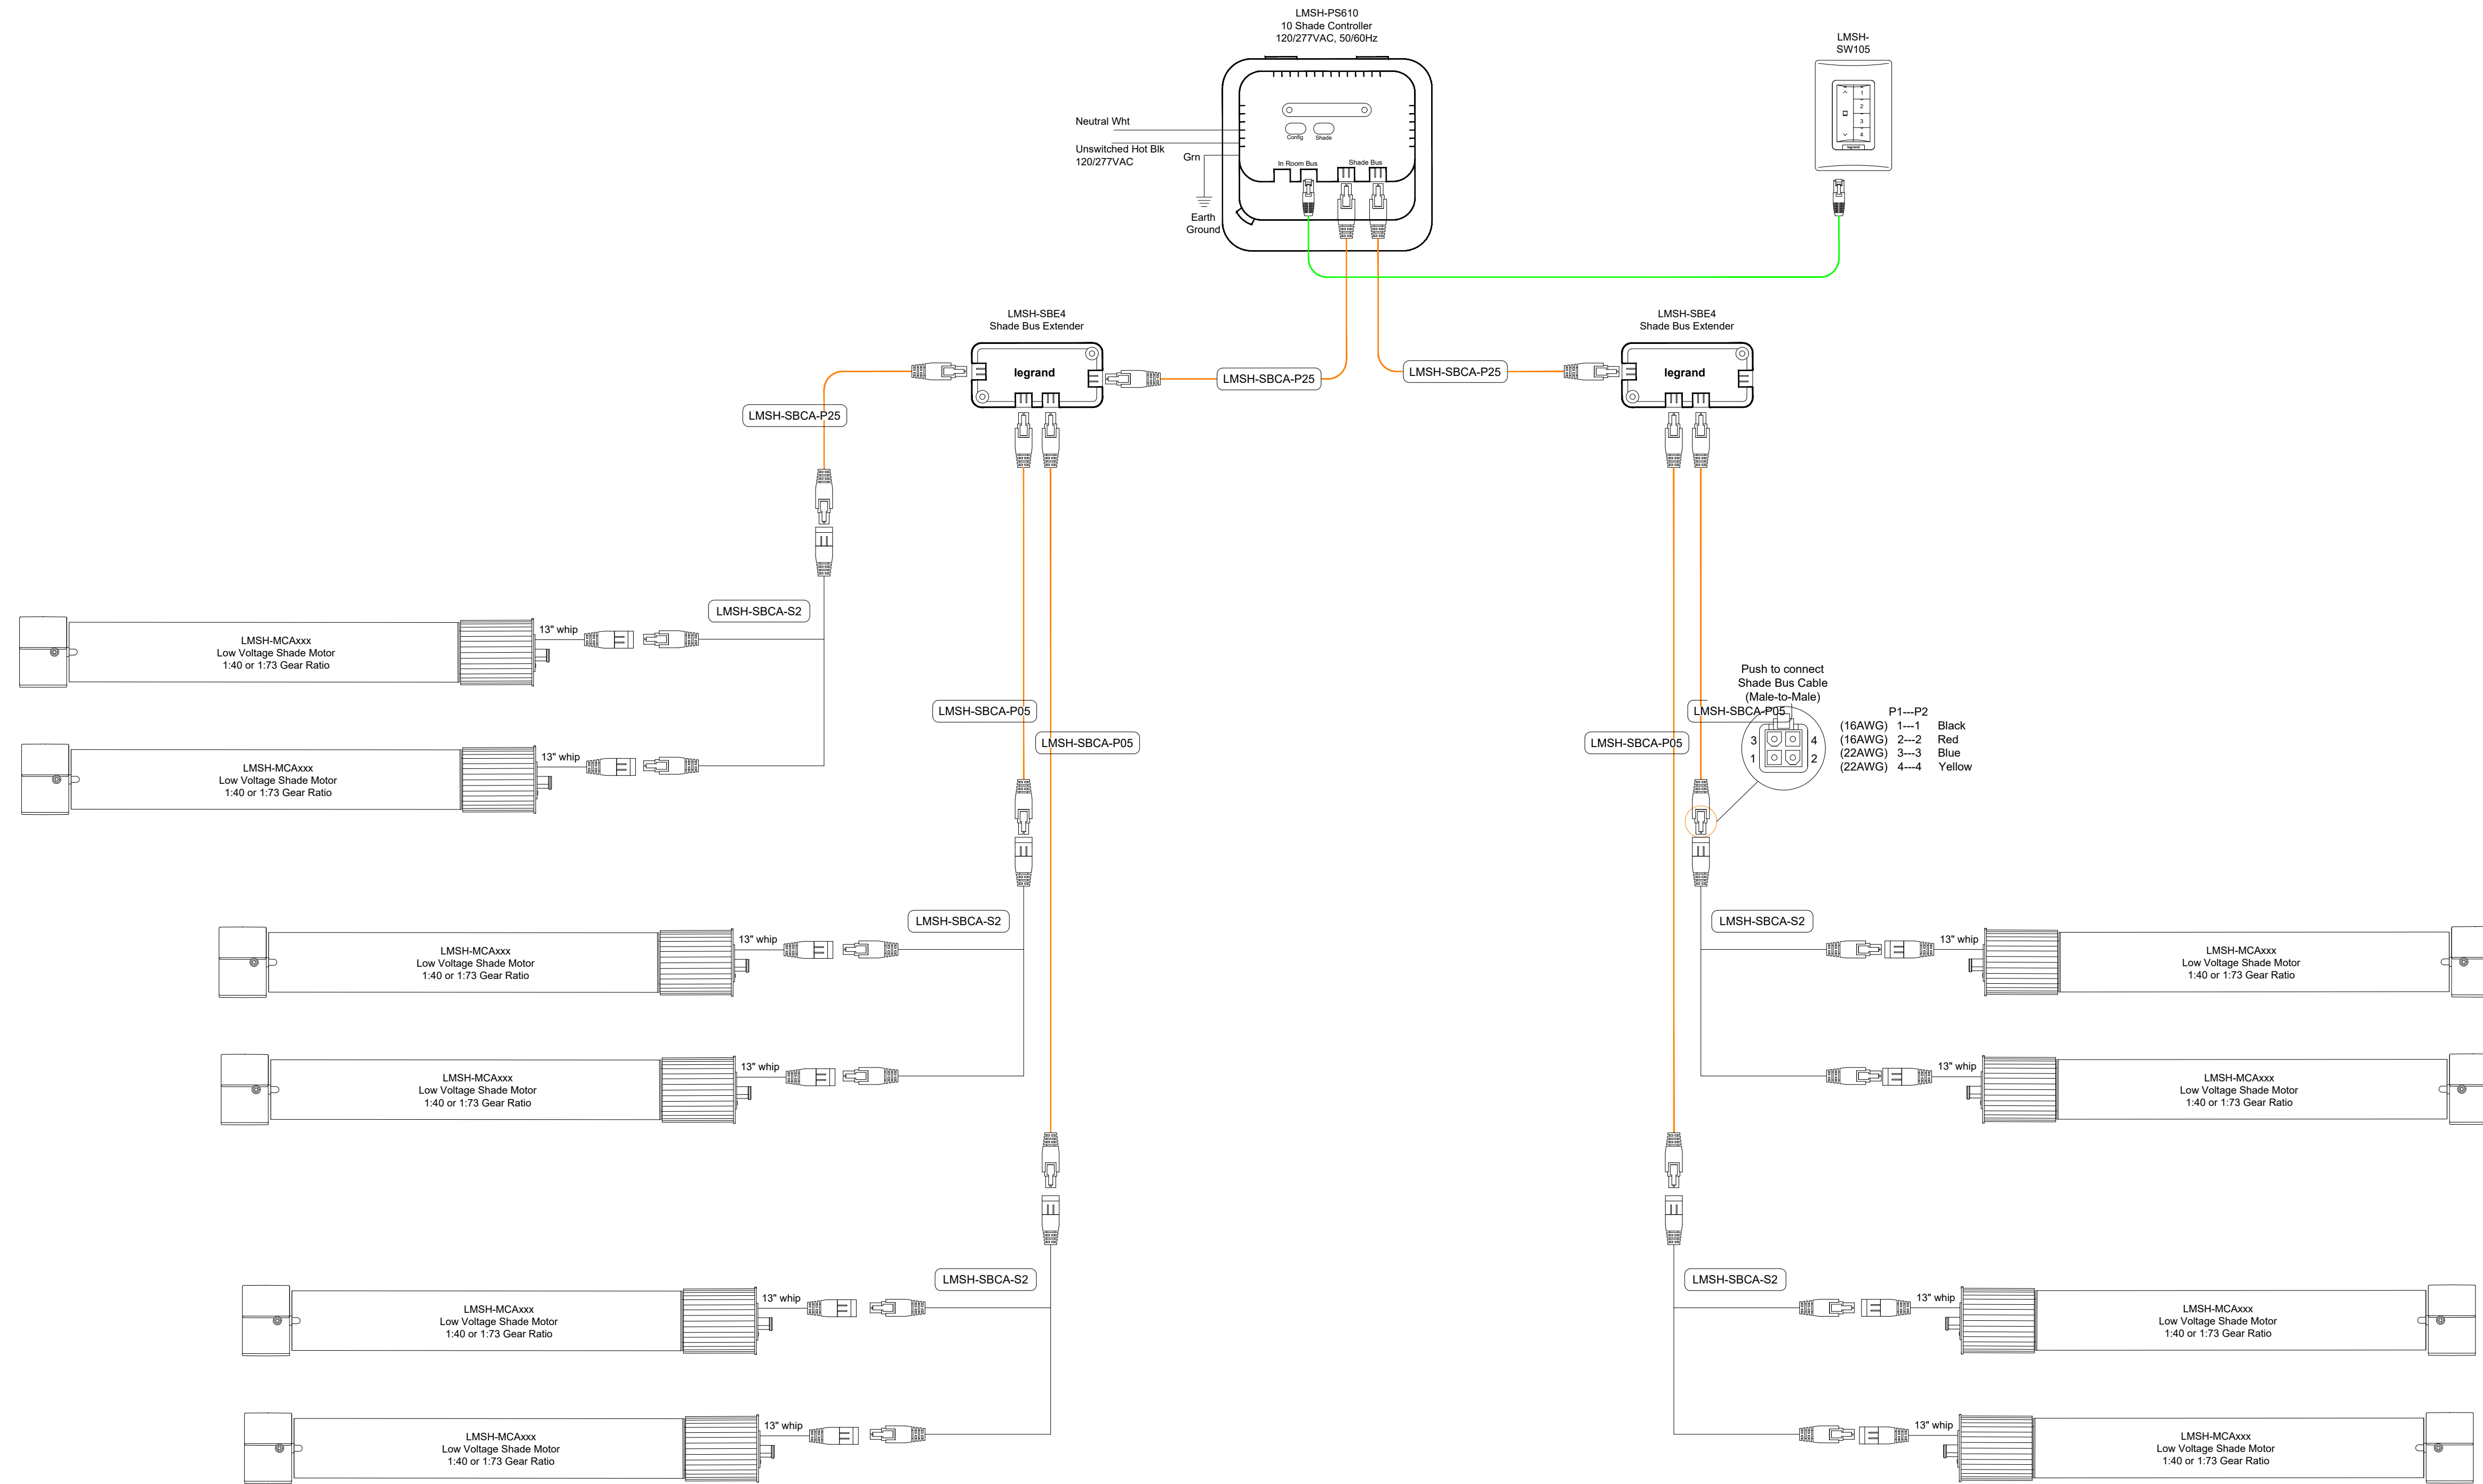 LMSH-PS610
10 Shade Controller
120/277VAC, 50/60Hz
LMSH-
SW105
1
2
3
4
legrand
Neutral Wht
Unswitched Hot Blk
120/277VAC
Grn
Earth
Ground
Config
Shade
In Room Bus
Shade Bus
LMSH-SBE4
Shade Bus Extender
legrand
LMSH-SBE4
Shade Bus Extender
legrand
LMSH-SBCA-P25
LMSH-SBCA-P25
LMSH-SBCA-P25
LMSH-SBCA-S2
13" whip
LMSH-MCAxxx
Low Voltage Shade Motor
1:40 or 1:73 Gear Ratio
13" whip
LMSH-MCAxxx
Low Voltage Shade Motor
1:40 or 1:73 Gear Ratio
LMSH-SBCA-P05
LMSH-SBCA-P05
LMSH-SBCA-P05
LMSH-SBCA-P05
Push to connect
Shade Bus Cable
(Male-to-Male)
3
4
1
2
P1---P2
(16AWG) 1---1 Black
(16AWG) 2---2 Red
(22AWG) 3---3 Blue
(22AWG) 4---4 Yellow
LMSH-SBCA-S2
13" whip
LMSH-MCAxxx
Low Voltage Shade Motor
1:40 or 1:73 Gear Ratio
13" whip
LMSH-MCAxxx
Low Voltage Shade Motor
1:40 or 1:73 Gear Ratio
LMSH-SBCA-S2
13" whip
LMSH-MCAxxx
Low Voltage Shade Motor
1:40 or 1:73 Gear Ratio
13" whip
LMSH-MCAxxx
Low Voltage Shade Motor
1:40 or 1:73 Gear Ratio
LMSH-SBCA-S2
13" whip
LMSH-MCAxxx
Low Voltage Shade Motor
1:40 or 1:73 Gear Ratio
13" whip
LMSH-MCAxxx
Low Voltage Shade Motor
1:40 or 1:73 Gear Ratio
LMSH-SBCA-S2
13" whip
LMSH-MCAxxx
Low Voltage Shade Motor
1:40 or 1:73 Gear Ratio
13" whip
LMSH-MCAxxx
Low Voltage Shade Motor
1:40 or 1:73 Gear Ratio